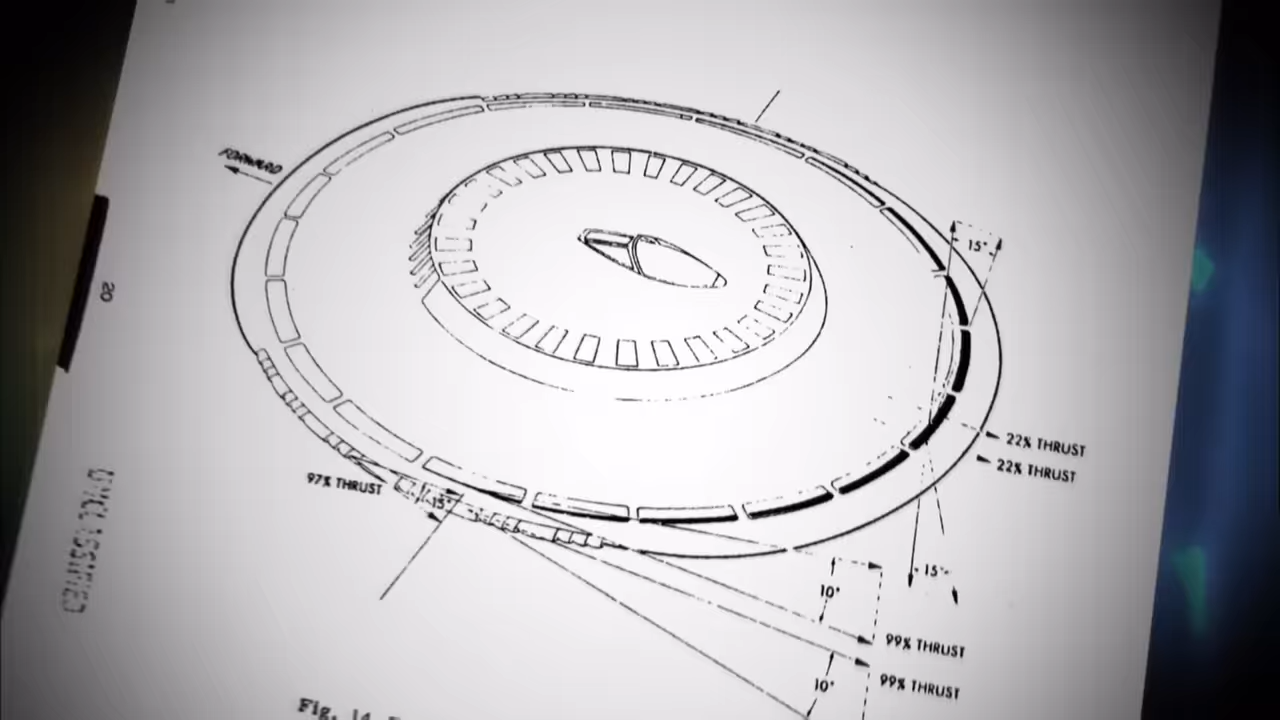 FORWARD
15°
22% THRUST
22% THRUST
97% THRUST
15°
15°
10°
99% THRUST
99% THRUST
10°
20
UNCLASSIFIED
Fig. 14